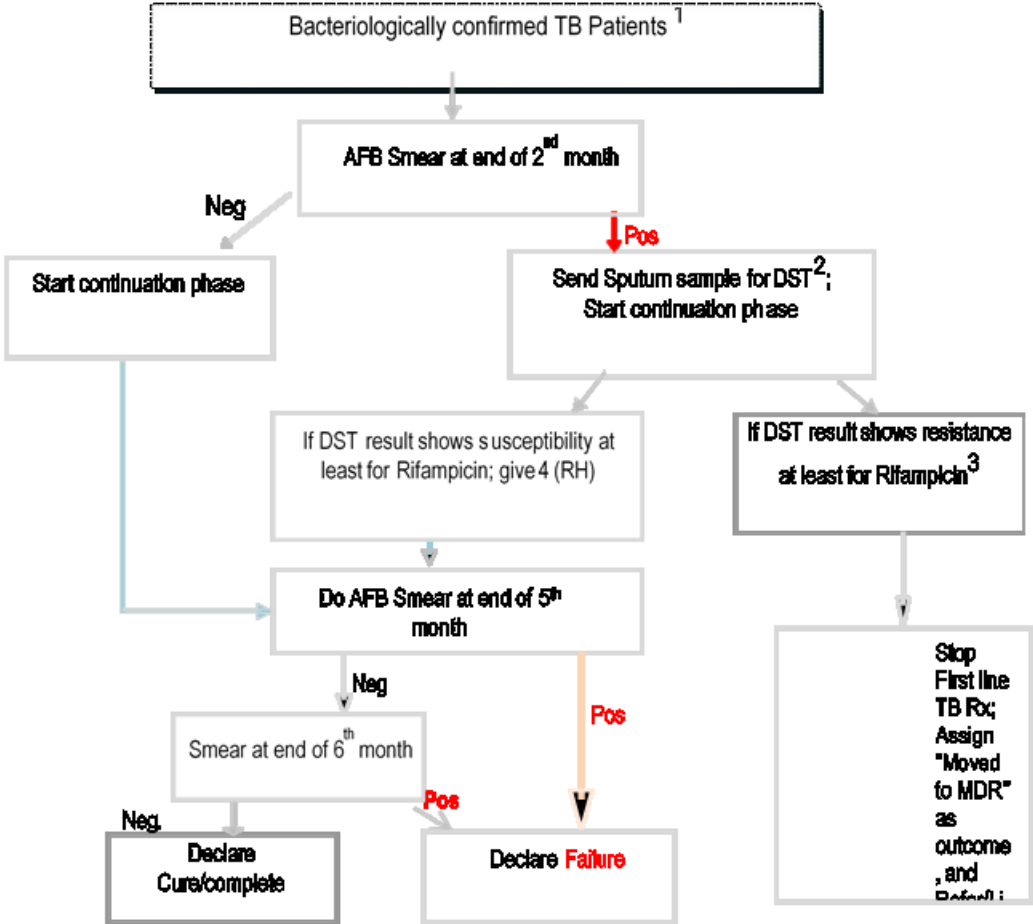 Bacteriologically confirmed TB Patients 1
AFB Smear at end of 2nd month
Neg
Pos
Start continuation phase
Send Sputum sample for DST2;
Start continuation phase
If DST result shows susceptibility at
least for Rifampicin; give 4 (RH)
If DST result shows resistance
at least for Rifampicin3
Do AFB Smear at end of 5th
month
Neg
Pos
Smear at end of 6th month
Stop
First line
TB Rx;
Assign
"Moved
to MDR"
as
outcome
, and
Neg.
Pos
Declare
Cure/complete
Declare Failure